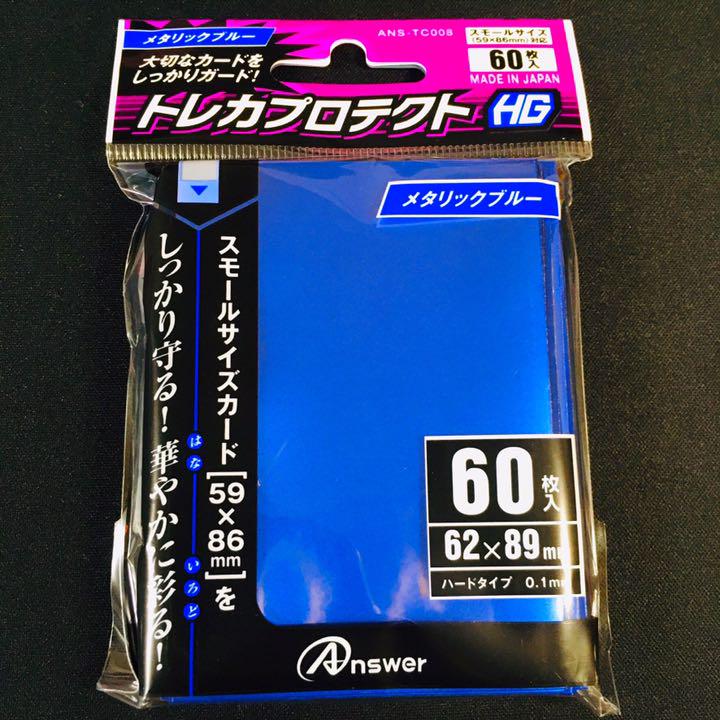 メタリックブルー
ANS-TC008
スモールサイズ
(59×86mm)対応
60枚入
MADE IN JAPAN
大切なカードを
しっかりガード!
トレカプロテクト HG
メタリックブルー
スモールサイズカード[59×86mm]を
しっかり守る!華やかに彩る!
はな
いろど
60枚入
62×89mm
ハードタイプ 0.1mm
Answer